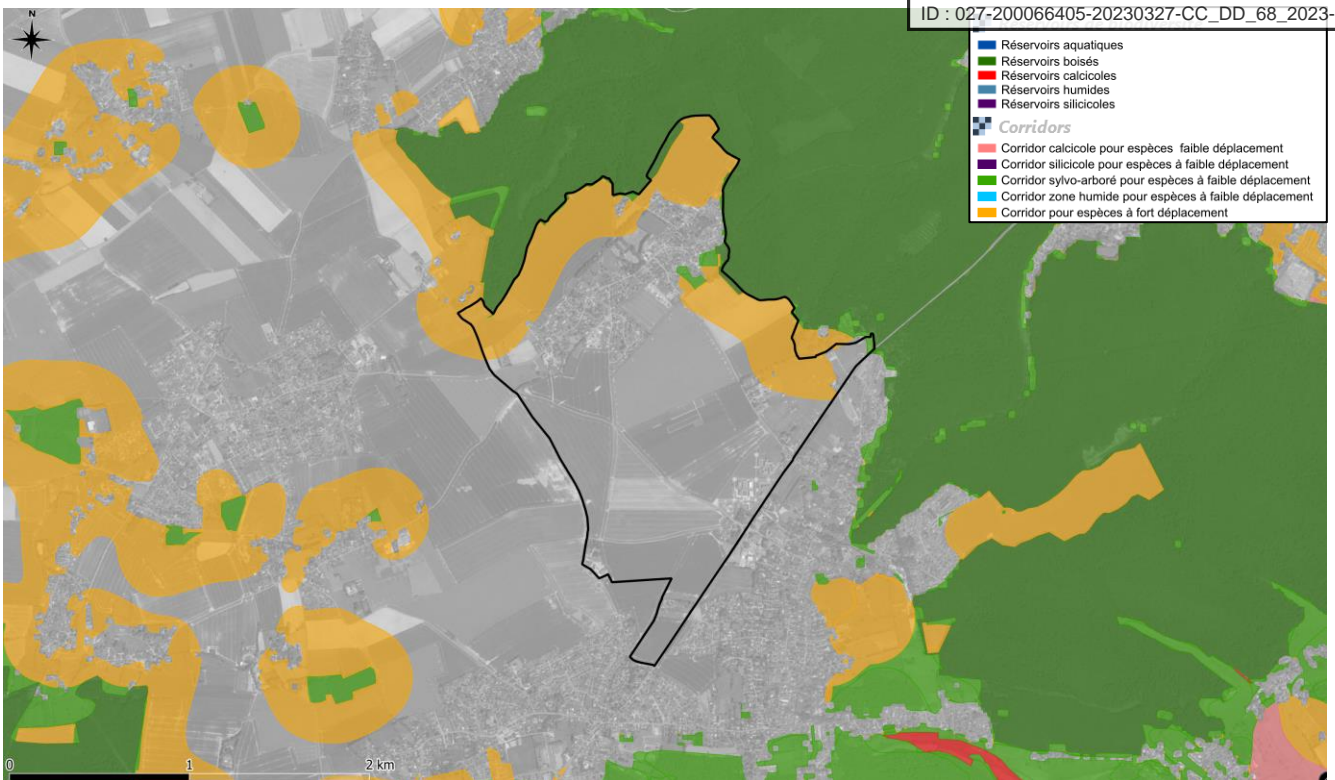 N
ID : 027-200066405-20230327-CC_DD_68_2023-
Réservoirs aquatiques
Réservoirs boisés
Réservoirs calcicoles
Réservoirs humides
Réservoirs silicicoles
Corridors
Corridor calcicole pour espèces faible déplacement
Corridor silicicole pour espèces à faible déplacement
Corridor sylvo-arboré pour espèces à faible déplacement
Corridor zone humide pour espèces à faible déplacement
Corridor pour espèces à fort déplacement
0 1 2 km